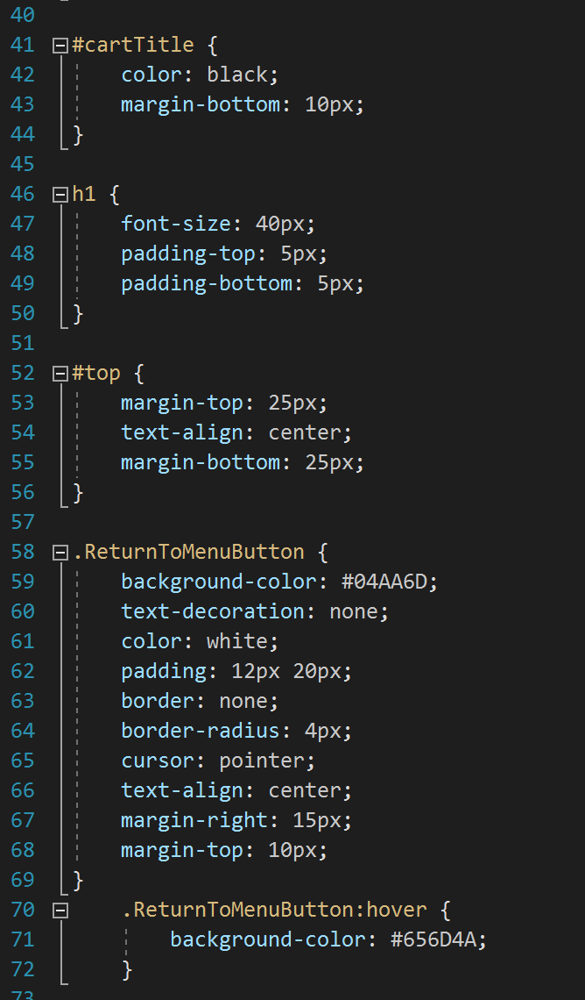 40
41 #cartTitle {
42     color: black;
43     margin-bottom: 10px;
44 }
45
46 h1 {
47     font-size: 40px;
48     padding-top: 5px;
49     padding-bottom: 5px;
50 }
51
52 #top {
53     margin-top: 25px;
54     text-align: center;
55     margin-bottom: 25px;
56 }
57
58 .ReturnToMenuButton {
59     background-color: #04AA6D;
60     text-decoration: none;
61     color: white;
62     padding: 12px 20px;
63     border: none;
64     border-radius: 4px;
65     cursor: pointer;
66     text-align: center;
67     margin-right: 15px;
68     margin-top: 10px;
69 }
70     .ReturnToMenuButton:hover {
71         background-color: #656D4A;
72     }
73